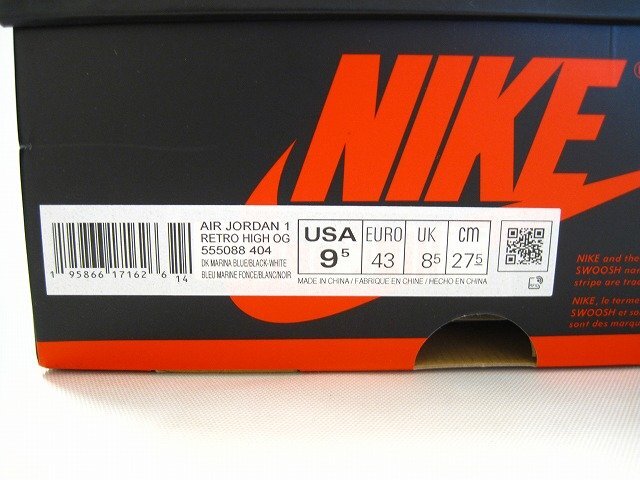 NIKE
®
AIR JORDAN 1
RETRO HIGH OG
555088 404
DK MARINA BLUE/BLACK-WHITE
BLEU MARINE FONCE/BLANC/NOIR
1 95866 17162 6
14
USA EURO UK cm
9⁵ 43 8⁵ 27⁵
MADE IN CHINA / FABRIQUE EN CHINE / HECHO EN CHINA
NIKE and the
SWOOSH
stripe are
NIKE, le terme
SWOOSH et
sont des